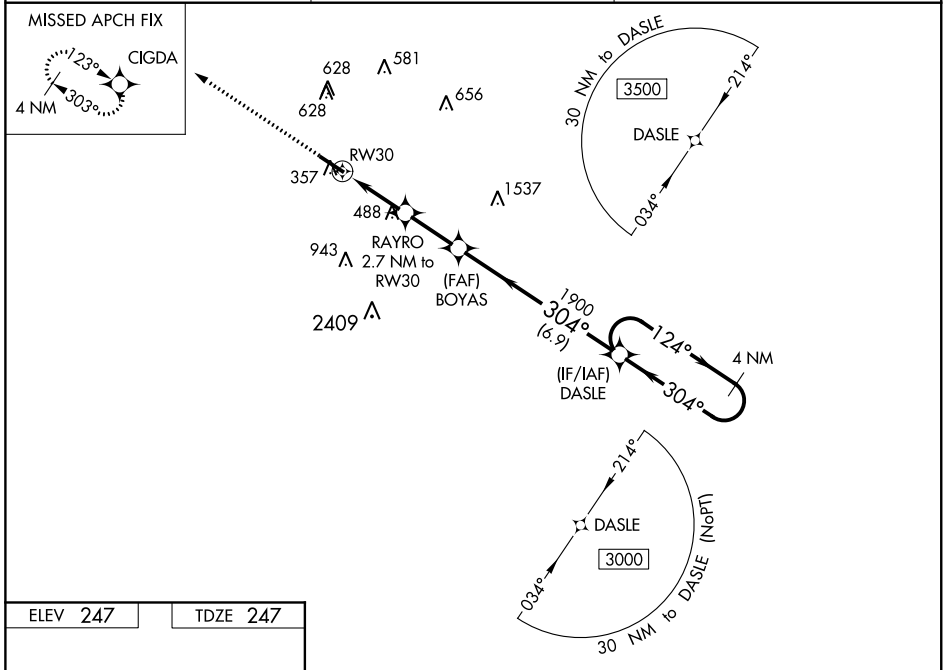 MISSED APCH FIX
CIGDA
123°
303°
4 NM
628
628
581
656
RW30
357
1537
488
RAYRO
2.7 NM to
RW30
943
(FAF)
BOYAS
2409
1900
304°
(6.9)
(IF/IAF)
DASLE
124°
304°
4 NM
30 NM to DASLE
3500
214°
DASLE
034°
214°
DASLE
3000
034°
30 NM to DASLE (NoPT)
ELEV 247
TDZE 247